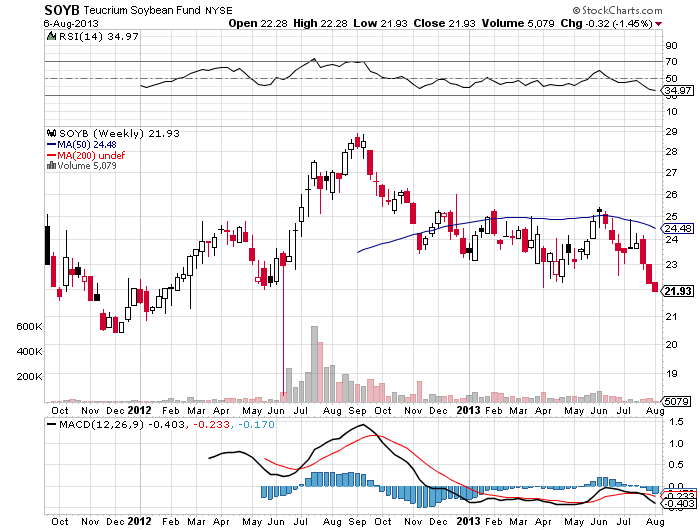 SOYB Teucrium Soybean Fund NYSE © StockCharts.com
6-Aug-2013 Open 22.28 High 22.28 Low 21.93 Close 21.93 Volume 5,079 Chg -0.32 (-1.45%)
RSI(14) 34.97
90
70
50
34.97
30
10
SOYB (Weekly) 21.93
MA(50) 24.48
MA(200) undef
Volume 5,079
29
28
27
26
25
24.48
24
23
21.93
21
20
19
600K
400K
200K
5079
Oct Nov Dec 2012 Feb Mar Apr May Jun Jul Aug Sep Oct Nov Dec 2013 Feb Mar Apr May Jun Jul Aug
MACD(12,26,9) -0.403, -0.233, -0.170
1.5
1.0
0.5
-0.233
-0.403
Oct Nov Dec 2012 Feb Mar Apr May Jun Jul Aug Sep Oct Nov Dec 2013 Feb Mar Apr May Jun Jul Aug